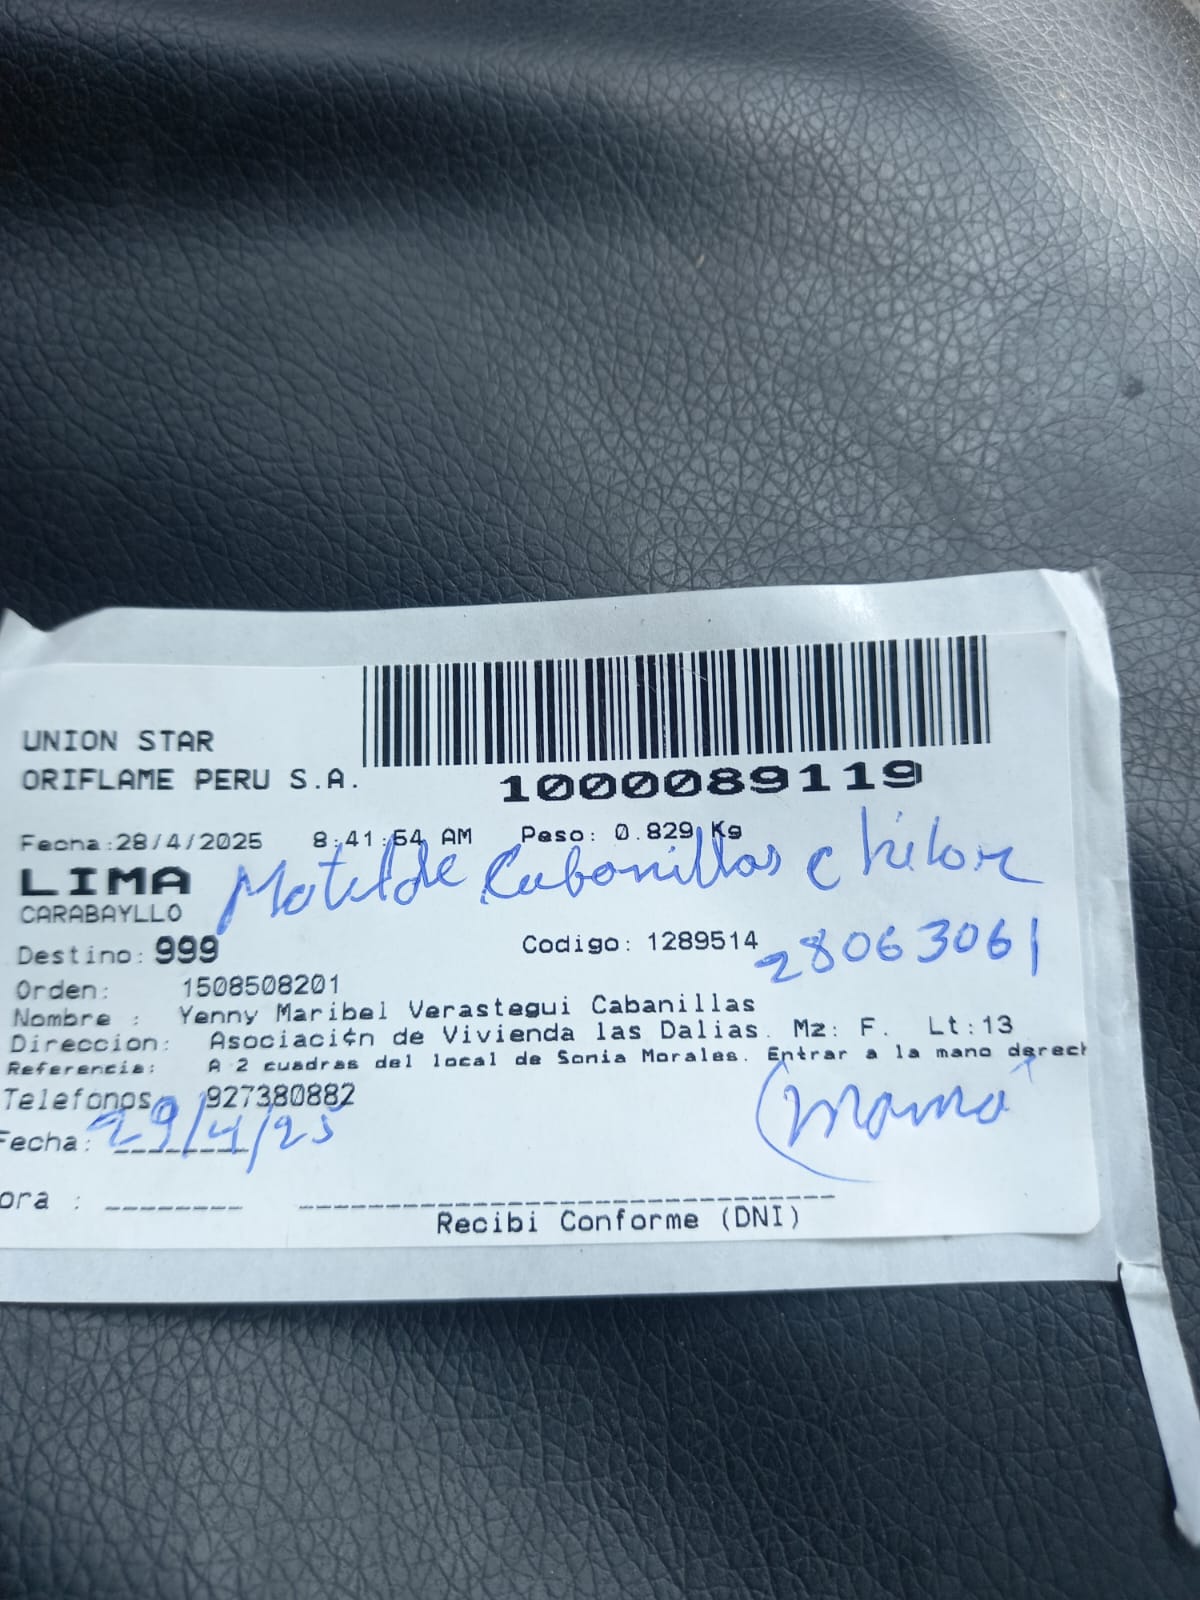 UNION STAR
ORIFLAME PERU S.A.
1000089119
Fecha:28/4/2025 8:41:54 AM Peso: 0.829 Kg
LIMA
Matilde Cabanillas Chilon
CARABAYLLO
Destino: 999 Codigo: 1289514
28063061
Orden: 1508508201
Nombre : Yenny Maribel Verastegui Cabanillas
Direccion: Asociaci¢n de Vivienda las Dalias. Mz: F. Lt:13
Referencia: A 2 cuadras del local de Sonia Morales. Entrar a la mano derech
Telefonos 927380882
(Mama
Fecha: 29/4/25
ora :
Recibi Conforme (DNI)